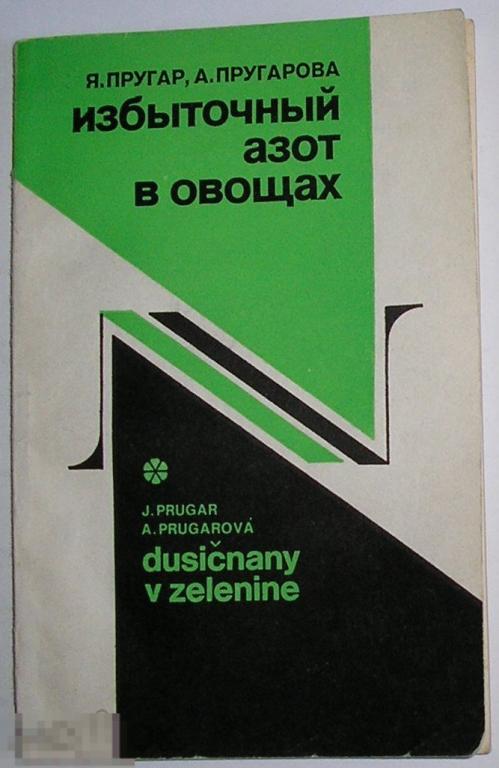 Я.ПРУГАР, А.ПРУГАРОВА
избыточный
азот
в овощах
J. PRUGAR
A. PRUGAROVÁ
dusičnany
v zelenine